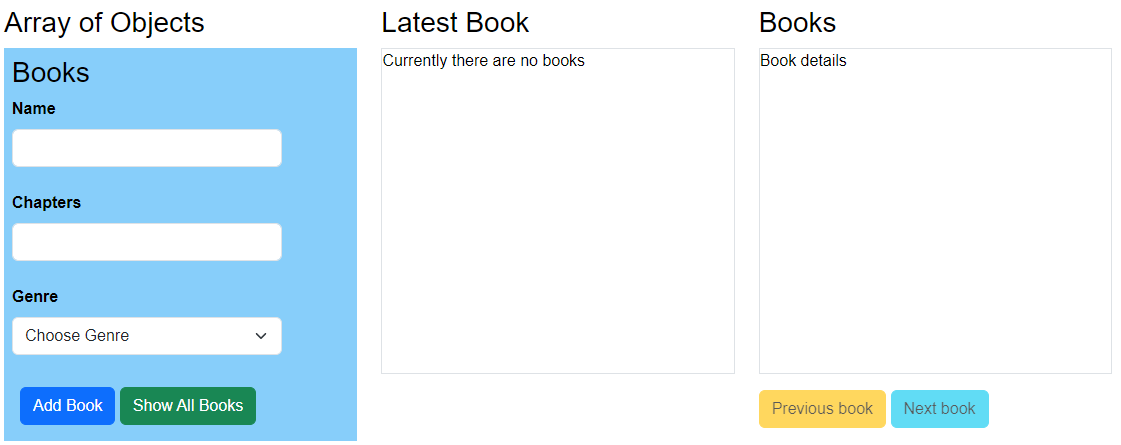 Array of Objects
Books
Name
Chapters
Genre
Choose Genre
Add Book
Show All Books
Latest Book
Currently there are no books
Books
Book details
Previous book
Next book